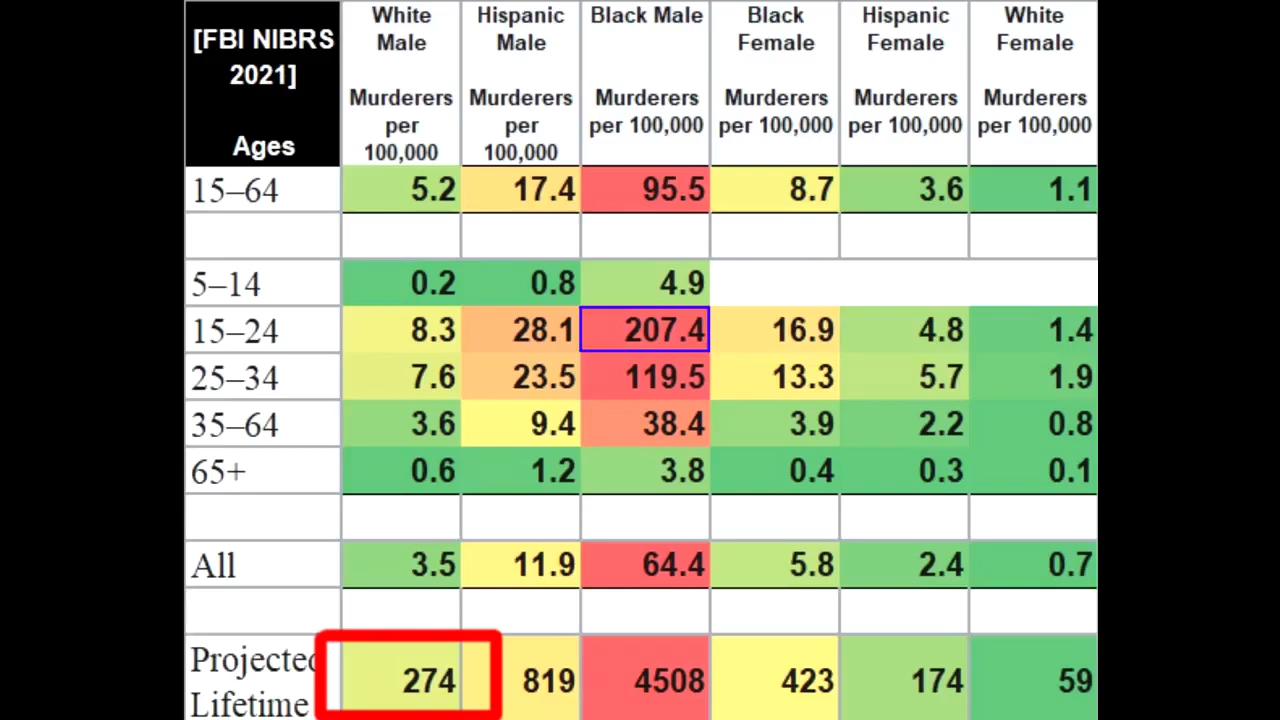 [FBI NIBRS 2021] Ages | White Male Murderers per 100,000 | Hispanic Male Murderers per 100,000 | Black Male Murderers per 100,000 | Black Female Murderers per 100,000 | Hispanic Female Murderers per 100,000 | White Female Murderers per 100,000
15–64 5.2 17.4 95.5 8.7 3.6 1.1
5–14 0.2 0.8 4.9
15–24 8.3 28.1 207.4 16.9 4.8 1.4
25–34 7.6 23.5 119.5 13.3 5.7 1.9
35–64 3.6 9.4 38.4 3.9 2.2 0.8
65+ 0.6 1.2 3.8 0.4 0.3 0.1
All 3.5 11.9 64.4 5.8 2.4 0.7
Projected Lifetime 274 819 4508 423 174 59